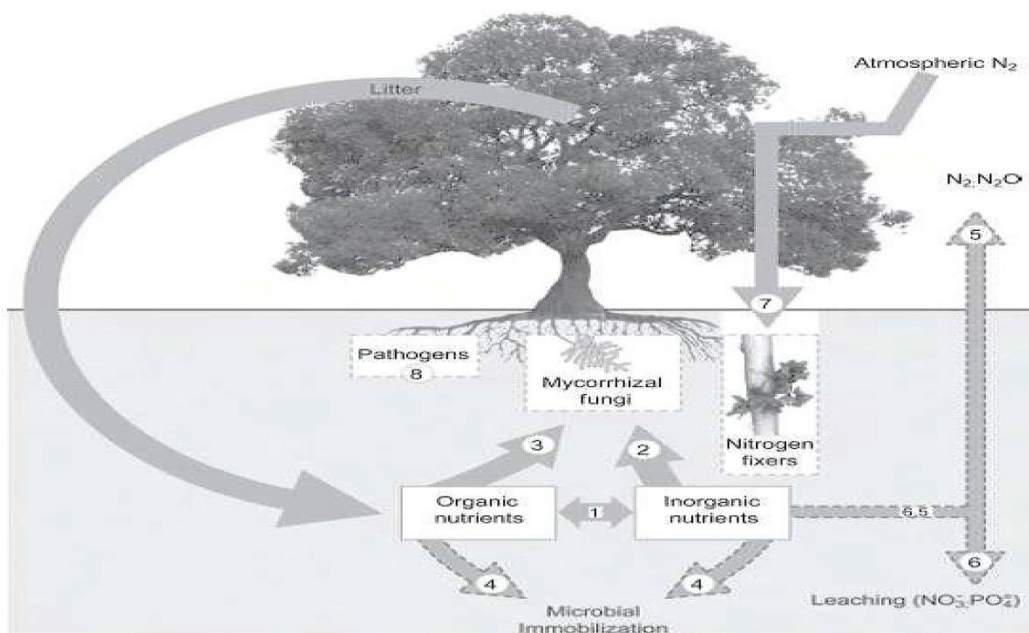 Litter
Atmospheric N₂
N₂,N₂O
5
7
Pathogens
8
Mycorrhizal
fungi
Nitrogen
fixers
3
2
Organic
nutrients
1
Inorganic
nutrients
6,5
4
4
6
Leaching (NO₃⁻,PO₄²⁻)
Microbial
Immobilization